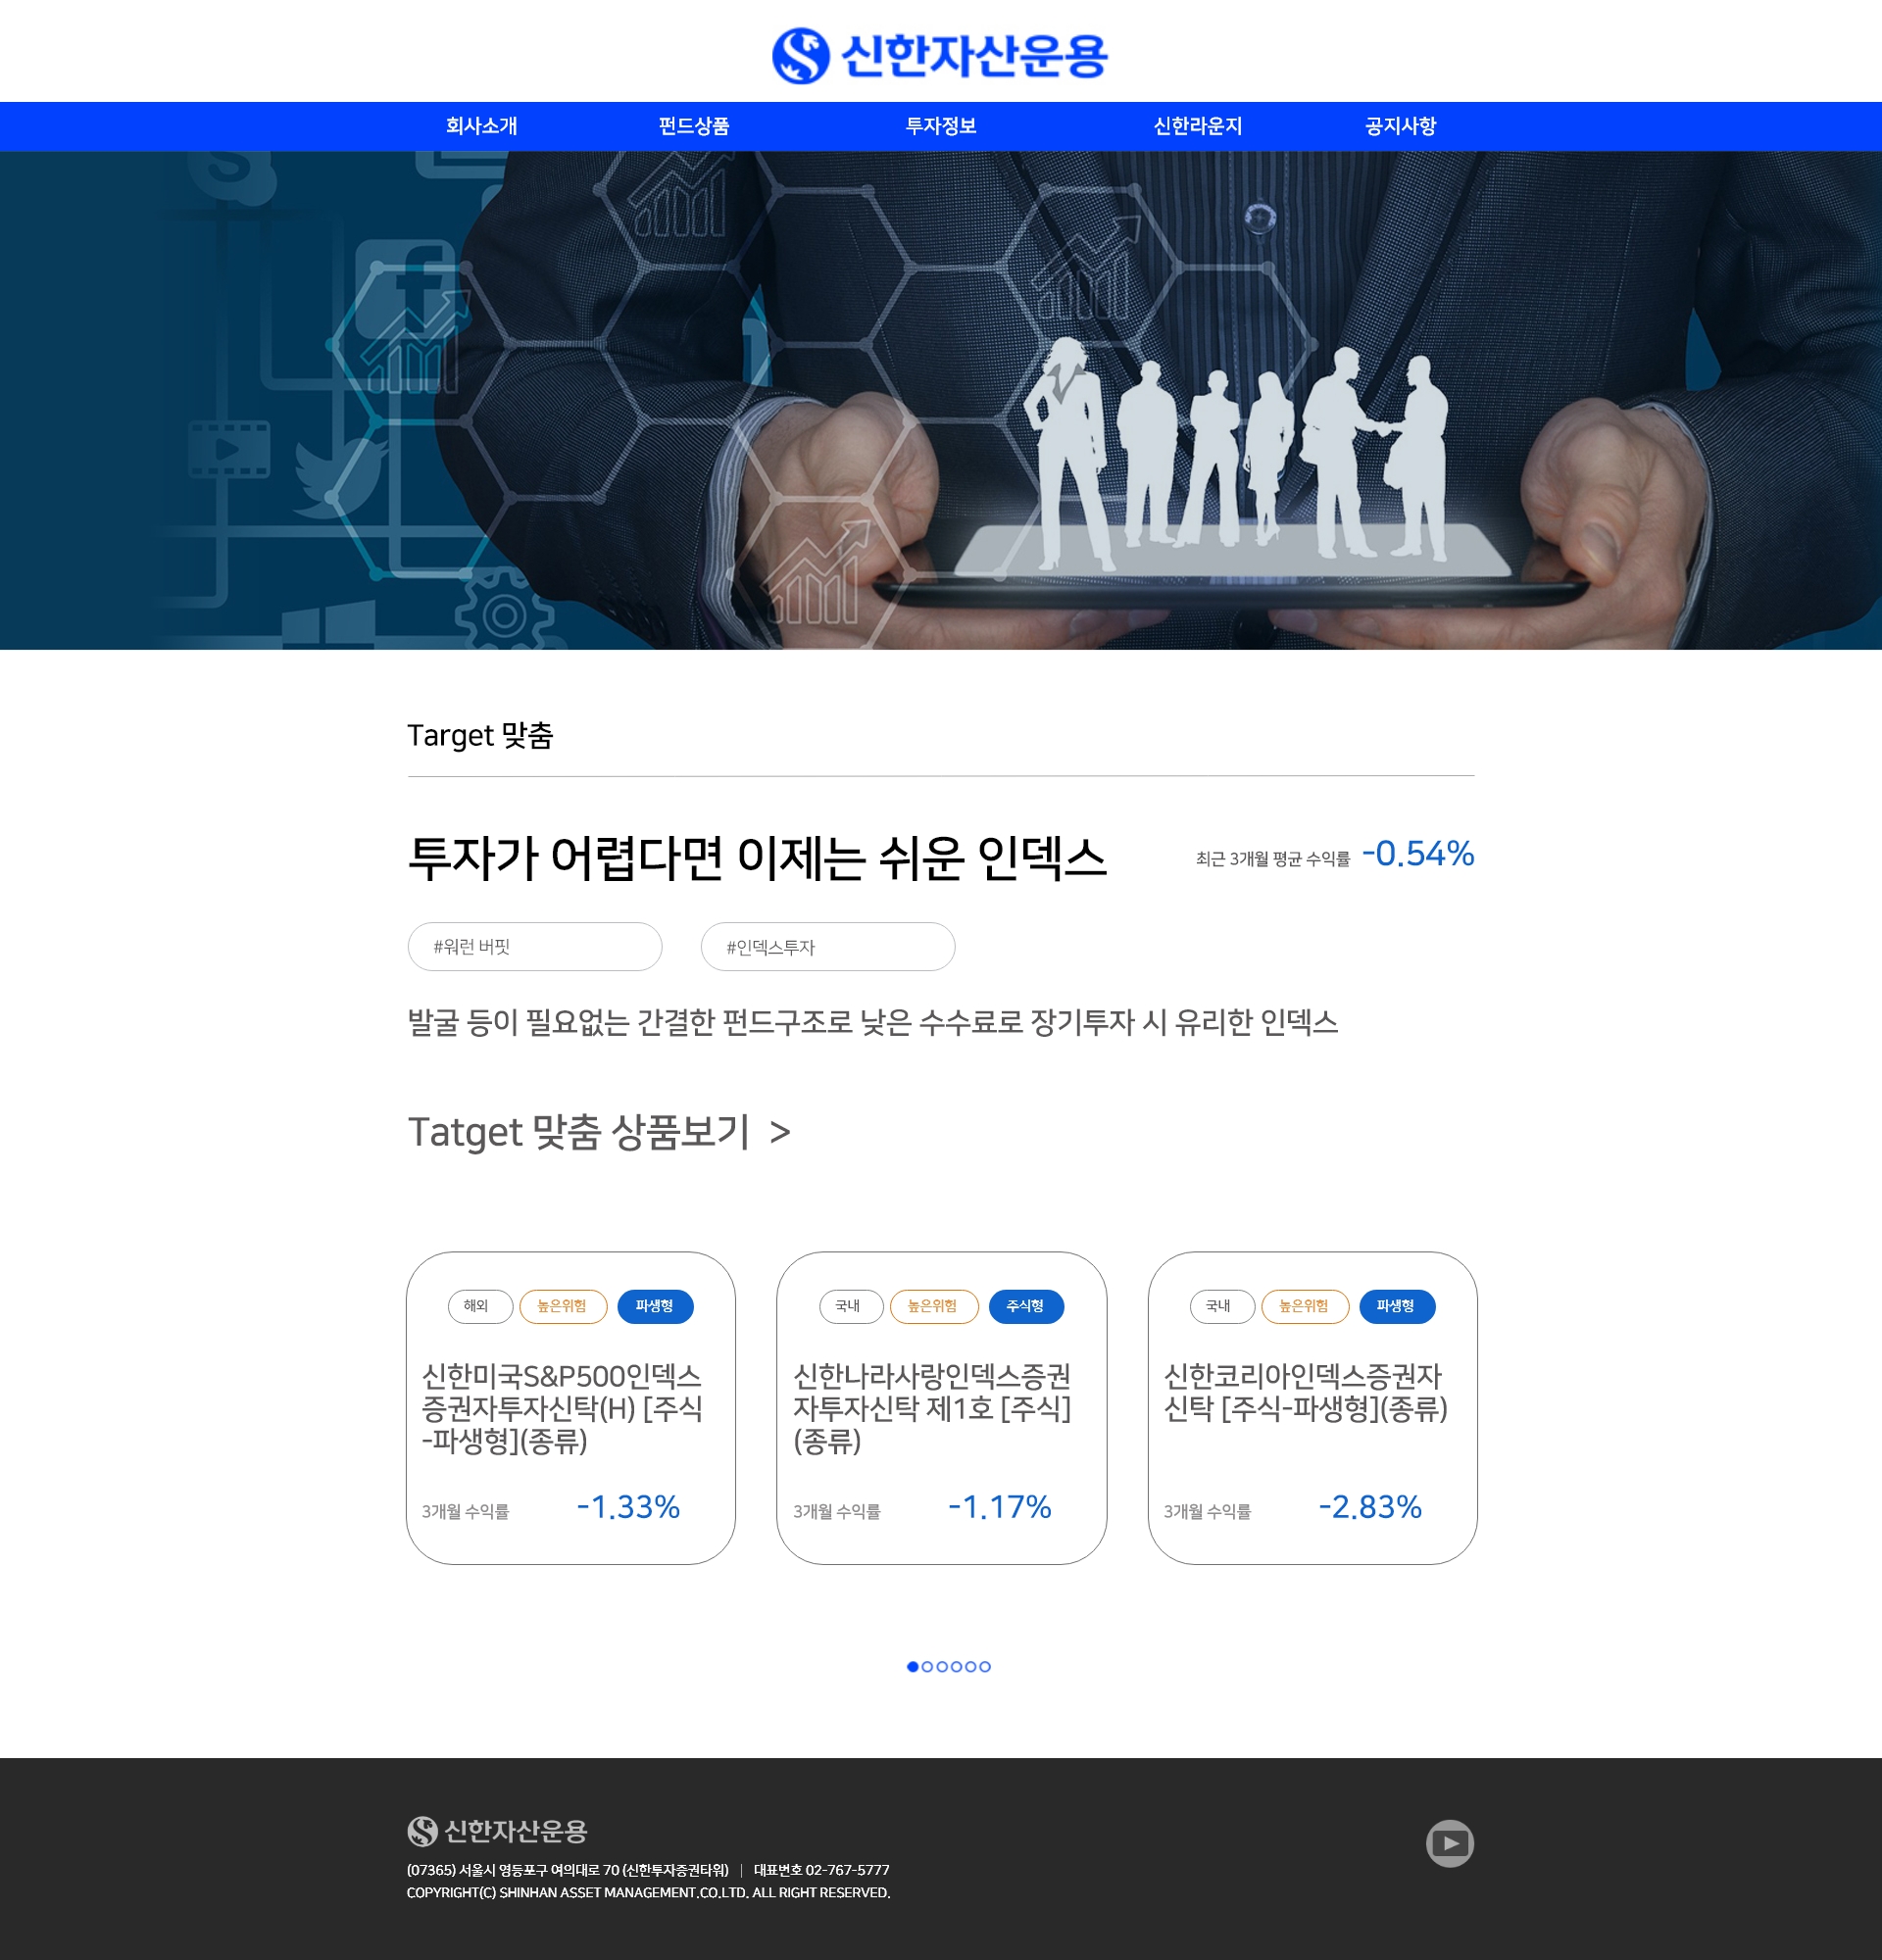 신한자산운용
회사소개 펀드상품 투자정보 신한라운지 공지사항
Target 맞춤
투자가 어렵다면 이제는 쉬운 인덱스
최근 3개월 평균 수익률 -0.54%
#워런 버핏 #인덱스투자
발굴 등이 필요없는 간결한 펀드구조로 낮은 수수료로 장기투자 시 유리한 인덱스
Tatget 맞춤 상품보기 >
해외 높은위험 파생형
신한미국S&P500인덱스
증권자투자신탁(H) [주식
-파생형](종류)
3개월 수익률 -1.33%
국내 높은위험 주식형
신한나라사랑인덱스증권
자투자신탁 제1호 [주식]
(종류)
3개월 수익률 -1.17%
국내 높은위험 파생형
신한코리아인덱스증권자
신탁 [주식-파생형](종류)
3개월 수익률 -2.83%
신한자산운용
(07365) 서울시 영등포구 여의대로 70 (신한투자증권타워) | 대표번호 02-767-5777
COPYRIGHT(C) SHINHAN ASSET MANAGEMENT.CO.LTD. ALL RIGHT RESERVED.